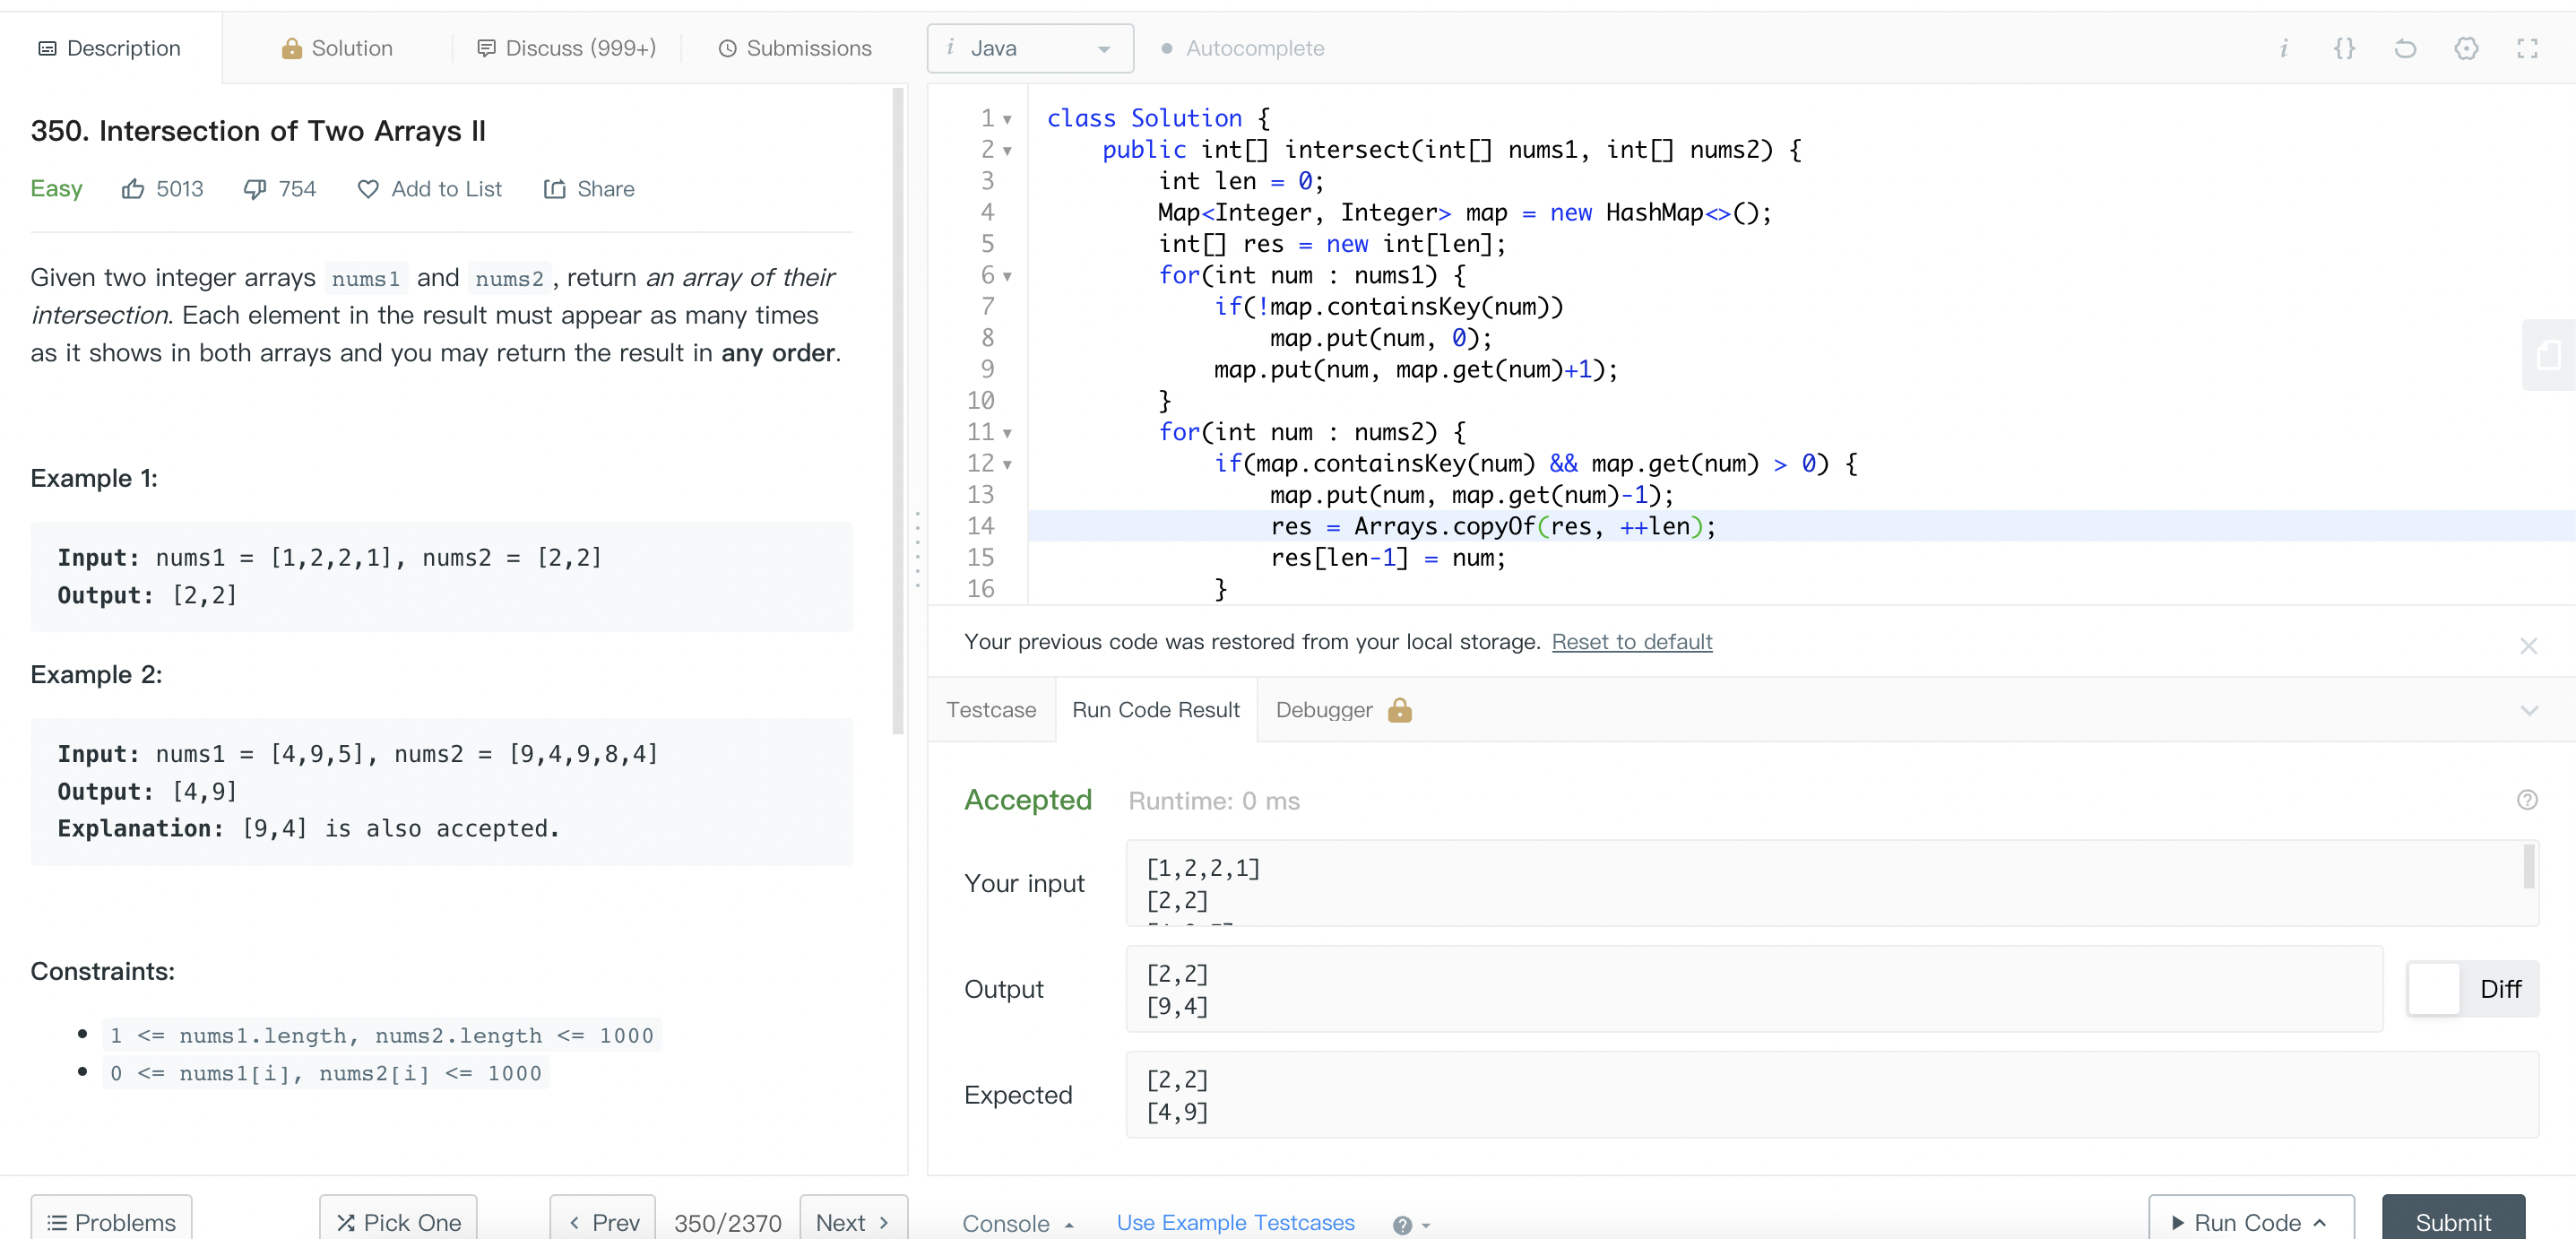 Description
Solution
Discuss (999+)
Submissions
i Java
Autocomplete
i {}
350. Intersection of Two Arrays II
Easy 5013 754 Add to List Share
Given two integer arrays nums1 and nums2 , return an array of their
intersection. Each element in the result must appear as many times
as it shows in both arrays and you may return the result in any order.
Example 1:
Input: nums1 = [1,2,2,1], nums2 = [2,2]
Output: [2,2]
Example 2:
Input: nums1 = [4,9,5], nums2 = [9,4,9,8,4]
Output: [4,9]
Explanation: [9,4] is also accepted.
Constraints:
1 <= nums1.length, nums2.length <= 1000
0 <= nums1[i], nums2[i] <= 1000
Problems
Pick One
Prev
350/2370
Next
1 class Solution {
2 public int[] intersect(int[] nums1, int[] nums2) {
3 int len = 0;
4 Map<Integer, Integer> map = new HashMap<>();
5 int[] res = new int[len];
6 for(int num : nums1) {
7 if(!map.containsKey(num))
8 map.put(num, 0);
9 map.put(num, map.get(num)+1);
10 }
11 for(int num : nums2) {
12 if(map.containsKey(num) && map.get(num) > 0) {
13 map.put(num, map.get(num)-1);
14 res = Arrays.copyOf(res, ++len);
15 res[len-1] = num;
16 }
Your previous code was restored from your local storage. Reset to default
Testcase
Run Code Result
Debugger
Accepted Runtime: 0 ms
Your input
[1,2,2,1]
[2,2]
Output
[2,2]
[9,4]
Diff
Expected
[2,2]
[4,9]
Console
Use Example Testcases
Run Code
Submit